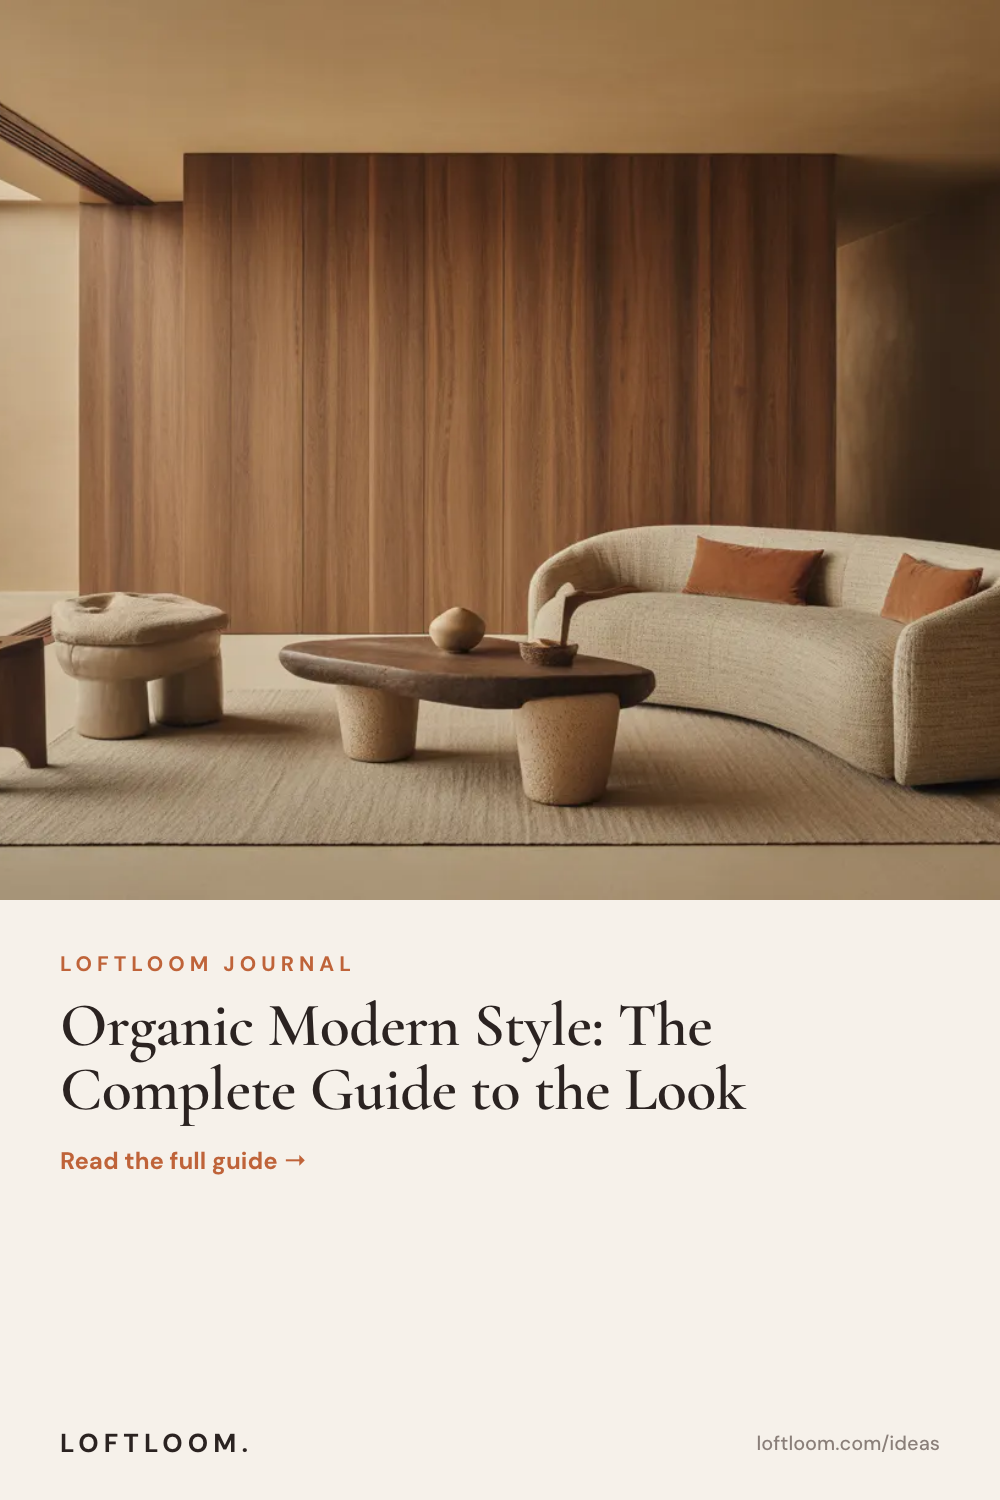 LOFTLOOM JOURNAL
Organic Modern Style: The
Complete Guide to the Look
Read the full guide →
LOFTLOOM.
loftloom.com/ideas